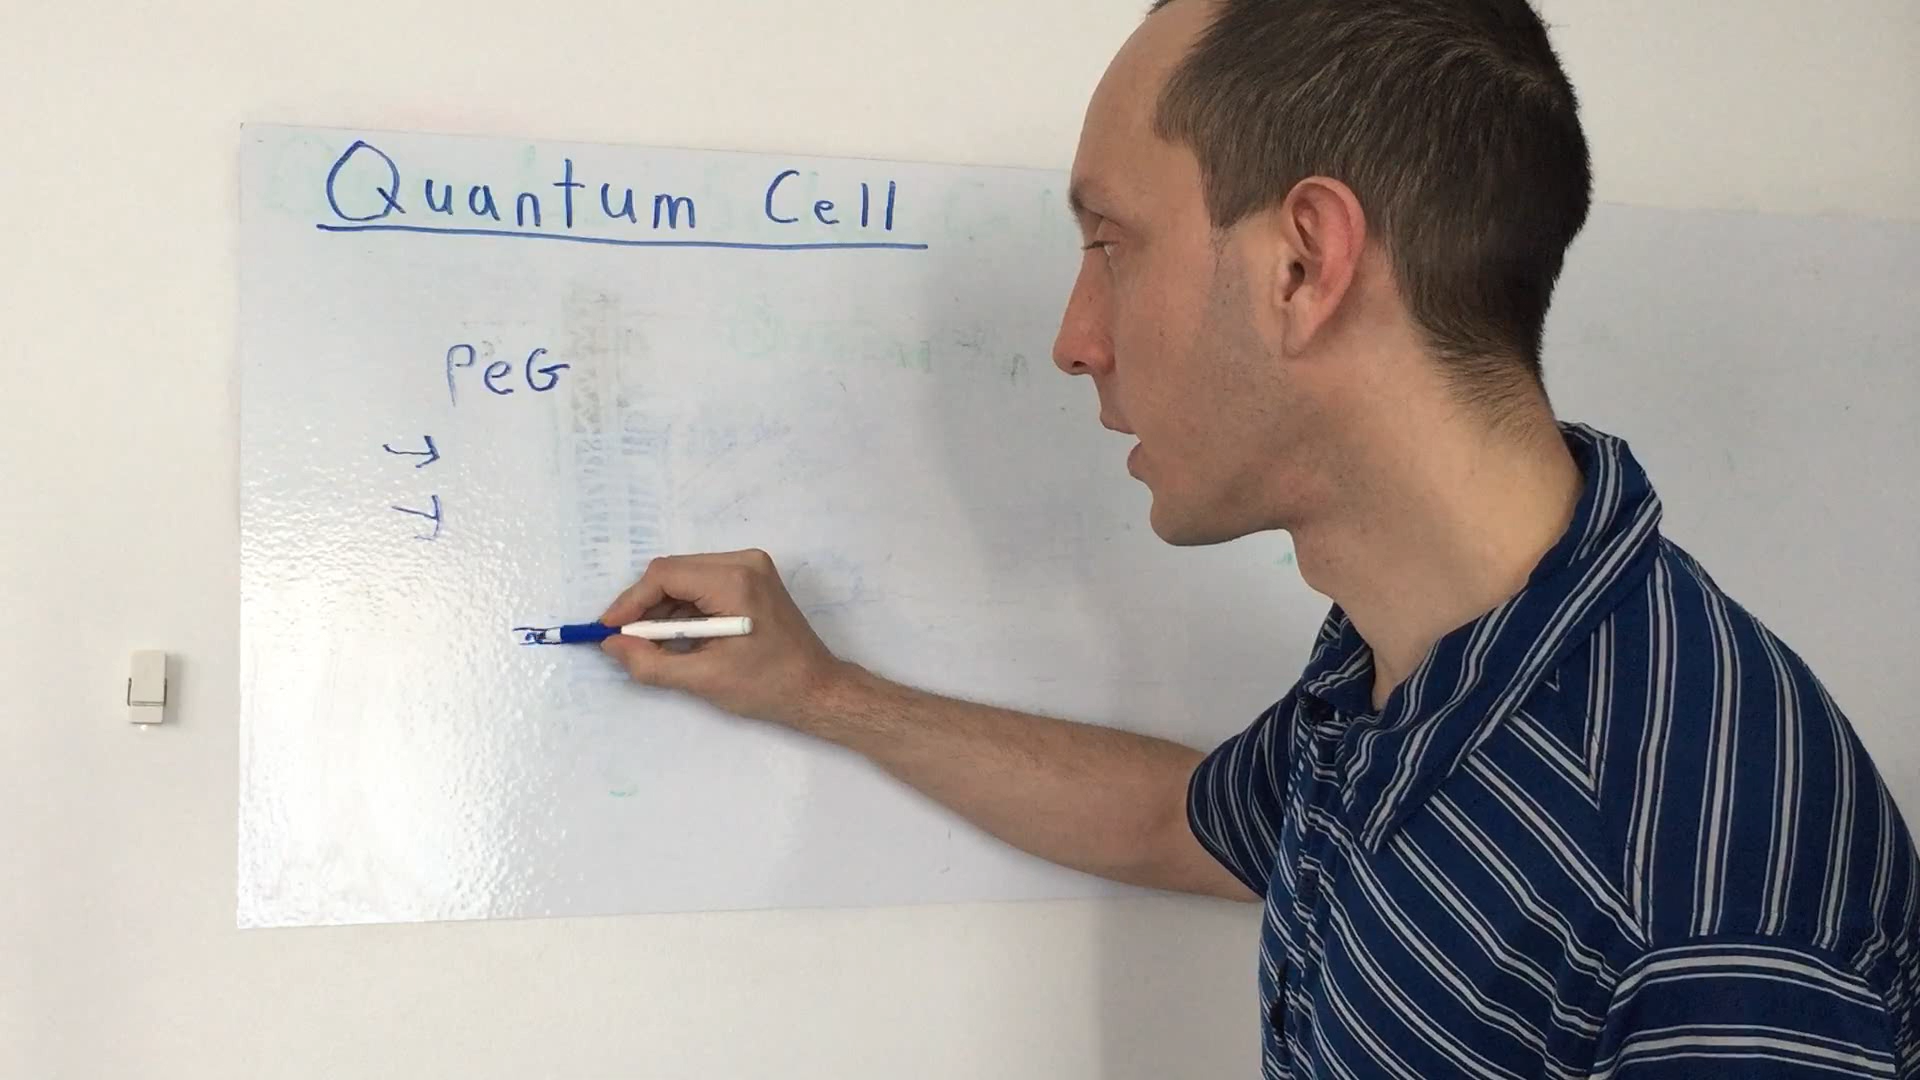 Quantum Cell
PeG
→
→